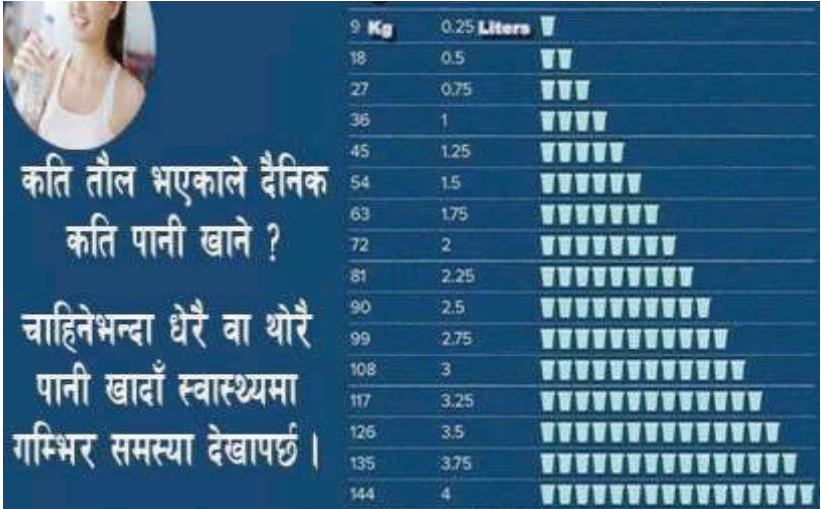 कति तौल भएकाले दैनिक
कति पानी खाने ?
चाहिनेभन्दा धेरै वा थोरै
पानी खादाँ स्वास्थ्यमा
गम्भिर समस्या देखापर्छ ।
9 Kg 0.25 Liters
18 0.5
27 0.75
36 1
45 1.25
54 1.5
63 1.75
72 2
81 2.25
90 2.5
99 2.75
108 3
117 3.25
126 3.5
135 3.75
144 4